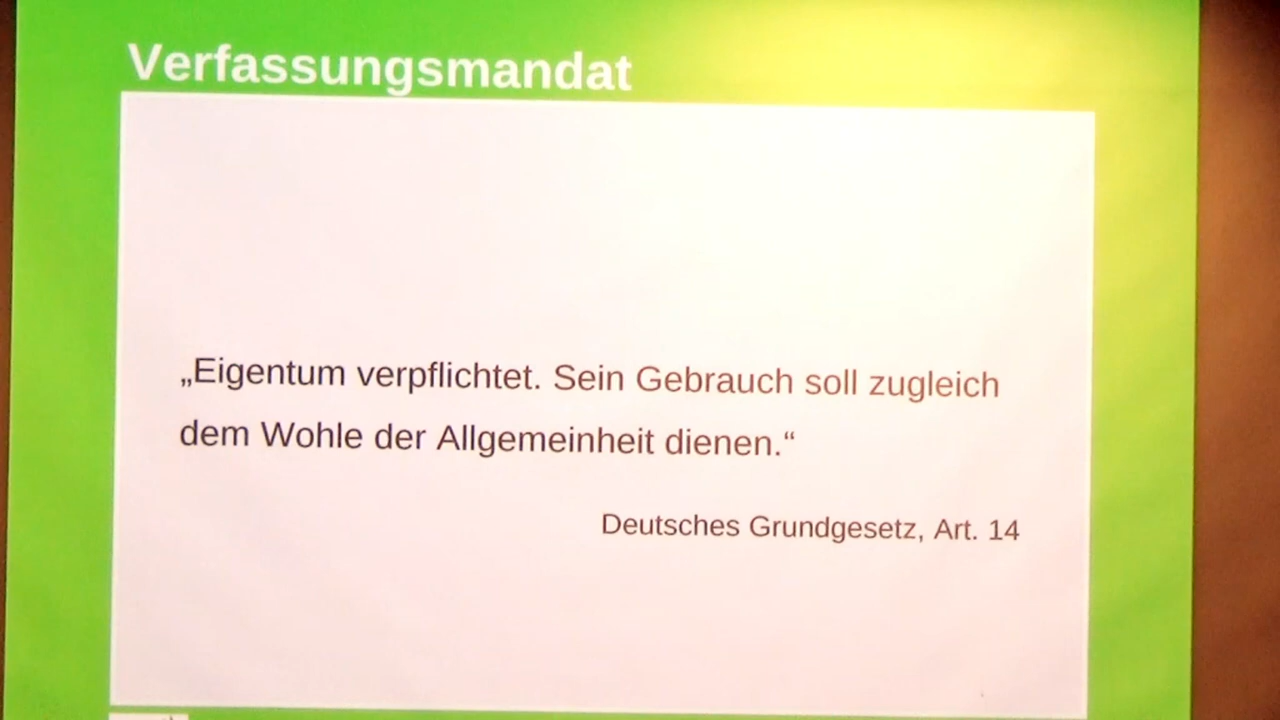 Verfassungsmandat
„Eigentum verpflichtet. Sein Gebrauch soll zugleich
dem Wohle der Allgemeinheit dienen.“
Deutsches Grundgesetz, Art. 14